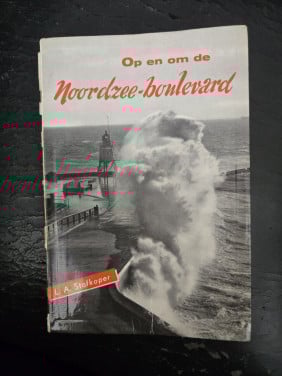 Op en om de
Noordzee-boulevard
L. A. Stofkoper